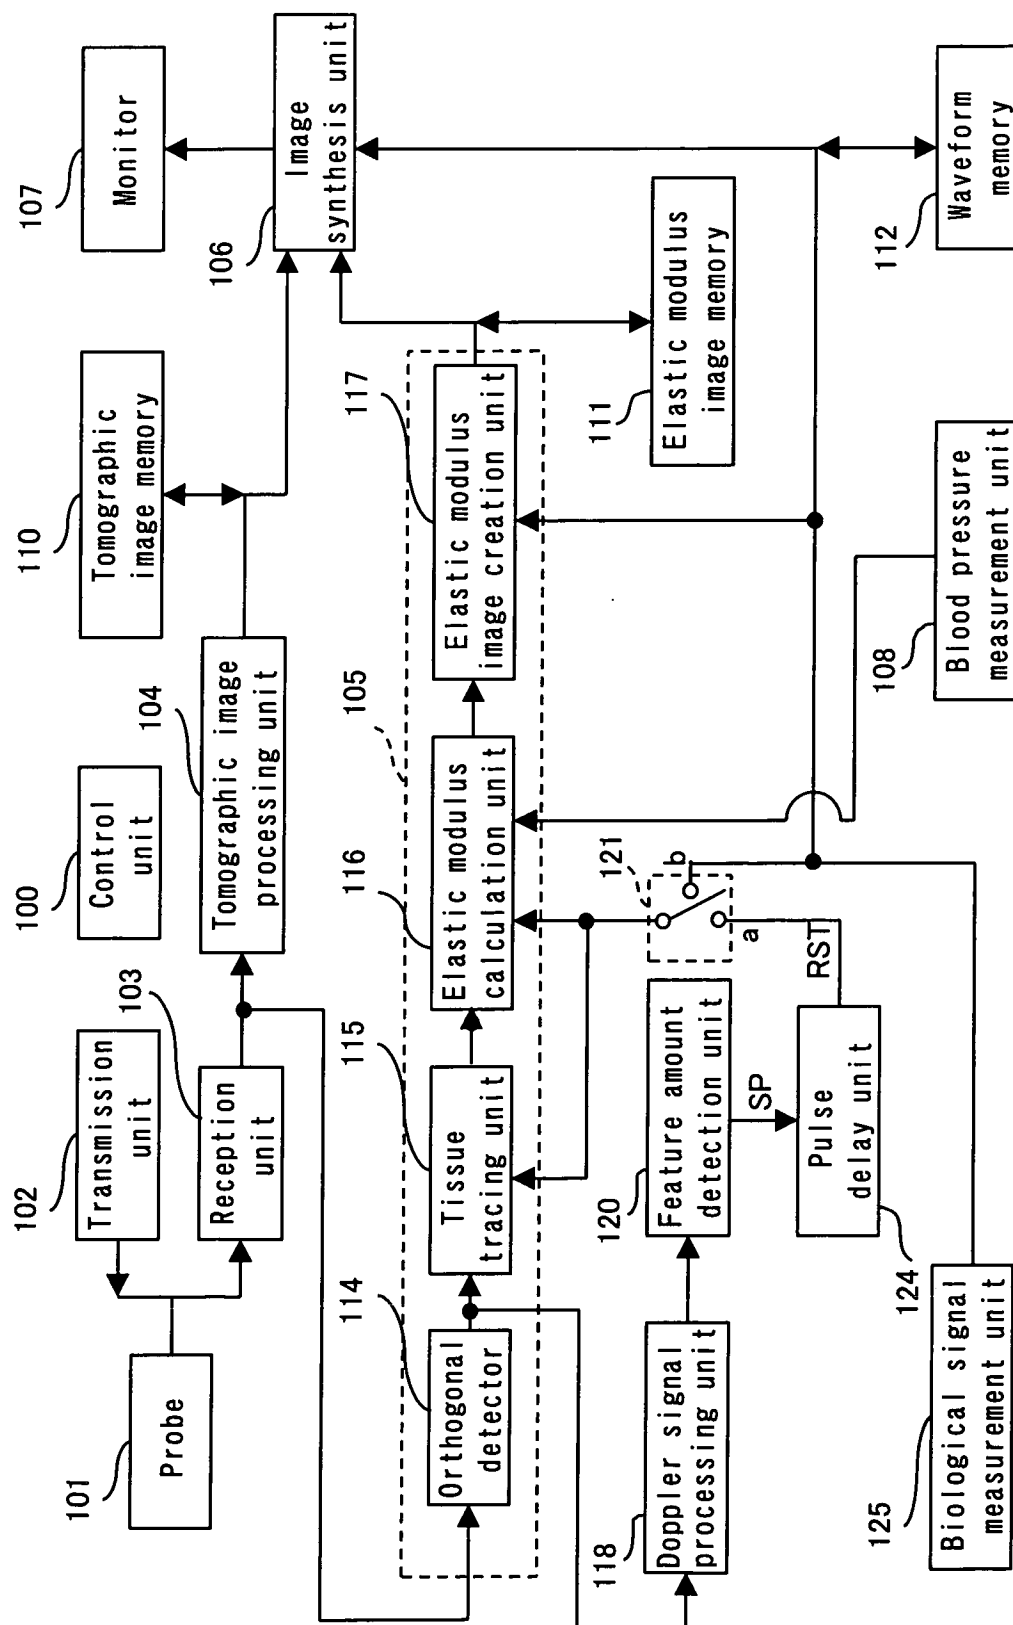 101
Probe
102
Transmission
unit
103
Reception
unit
100
Control
unit
104
Tomographic image
processing unit
110
Tomographic
image memory
107
Monitor
106
Image
synthesis unit
105
114
Orthogonal
detector
115
Tissue
tracing unit
116
Elastic modulus
calculation unit
117
Elastic modulus
image creation unit
111
Elastic modulus
image memory
118
Doppler signal
processing unit
120
Feature amount
detection unit
SP
121
a
b
RST
124
Pulse
delay unit
125
Biological signal
measurement unit
108
Blood pressure
measurement unit
112
Waveform
memory